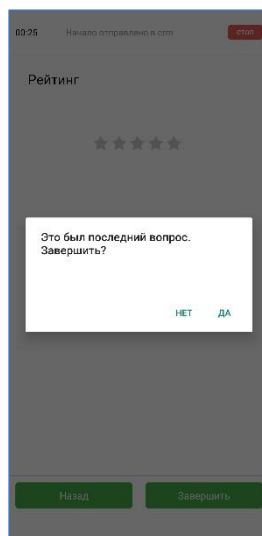 00:25 Начало отправлено в crm стоп
Рейтинг
Это был последний вопрос.
Завершить?
НЕТ ДА
Назад Завершить